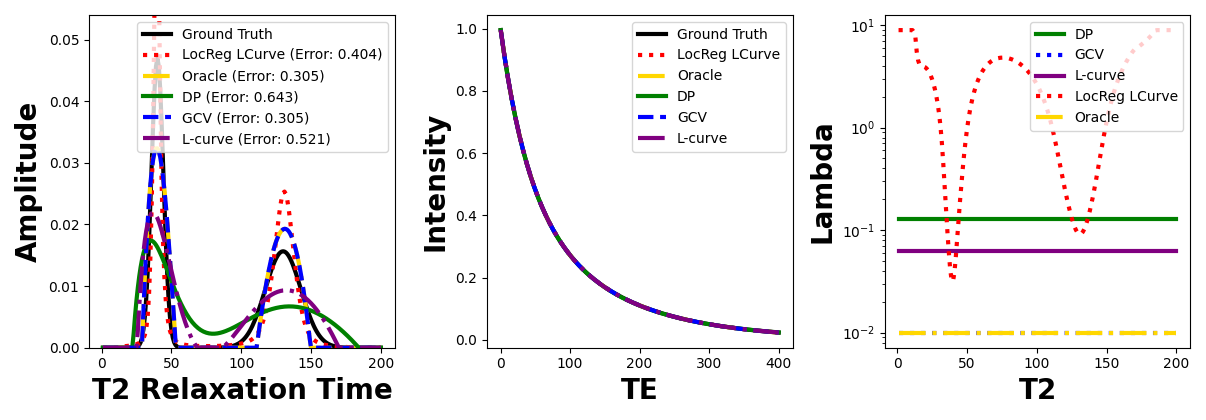 Amplitude
0.05
0.04
0.03
0.02
0.01
0.00
Ground Truth
LocReg LCurve (Error: 0.404)
Oracle (Error: 0.305)
DP (Error: 0.643)
GCV (Error: 0.305)
L-curve (Error: 0.521)
0 50 100 150 200
T2 Relaxation Time
Intensity
1.0
0.8
0.6
0.4
0.2
0.0
Ground Truth
LocReg LCurve
Oracle
DP
GCV
L-curve
0 100 200 300 400
TE
Lambda
10¹
10⁰
10⁻¹
10⁻²
DP
GCV
L-curve
LocReg LCurve
Oracle
0 50 100 150 200
T2